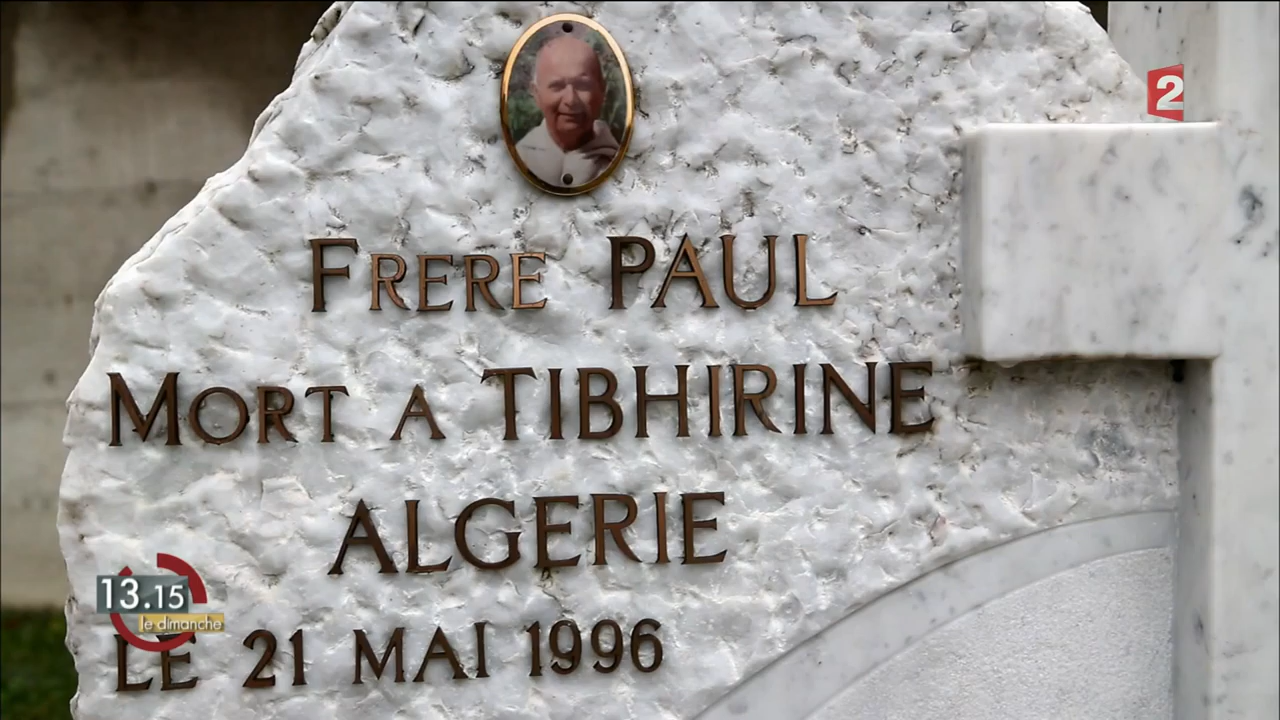 2
FRERE PAUL
MORT A TIBHIRINE
ALGERIE
13.15
le dimanche
LE 21 MAI 1996